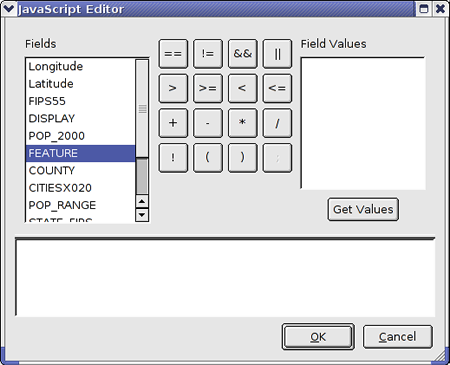 JavaScript Editor
Fields
Field Values
Longitude
Latitude
FIPS55
DISPLAY
POP_2000
FEATURE
COUNTY
CITIESX020
POP_RANGE
STATE_FIPS
== != && ||
> >= < <=
+ - * /
! ( ) ;
Get Values
OK Cancel